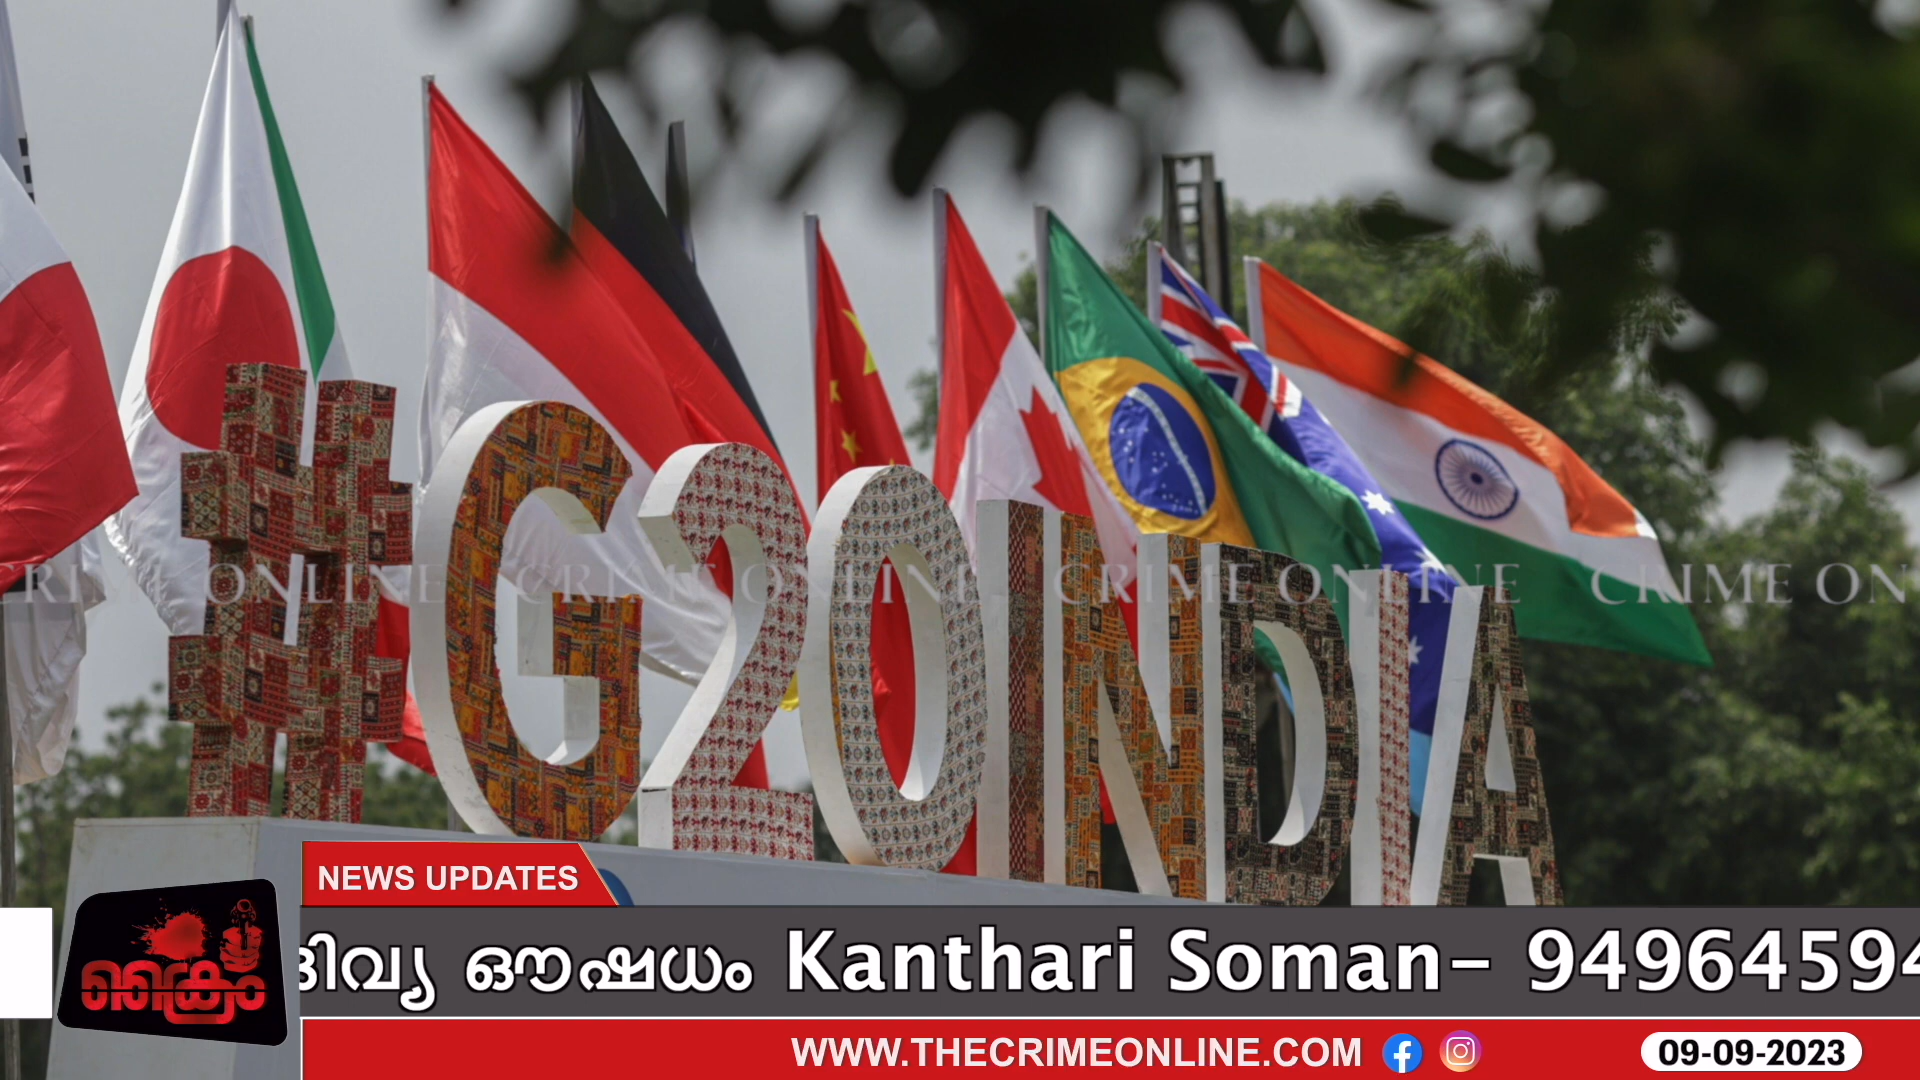 #G20INDIA
CRIME ONLINE CRIME ONLINE CRIME ONLINE CRIME ON
NEWS UPDATES
ക്രൈം
ദിവ്യ ഔഷധം Kanthari Soman- 94964594
WWW.THECRIMEONLINE.COM
09-09-2023